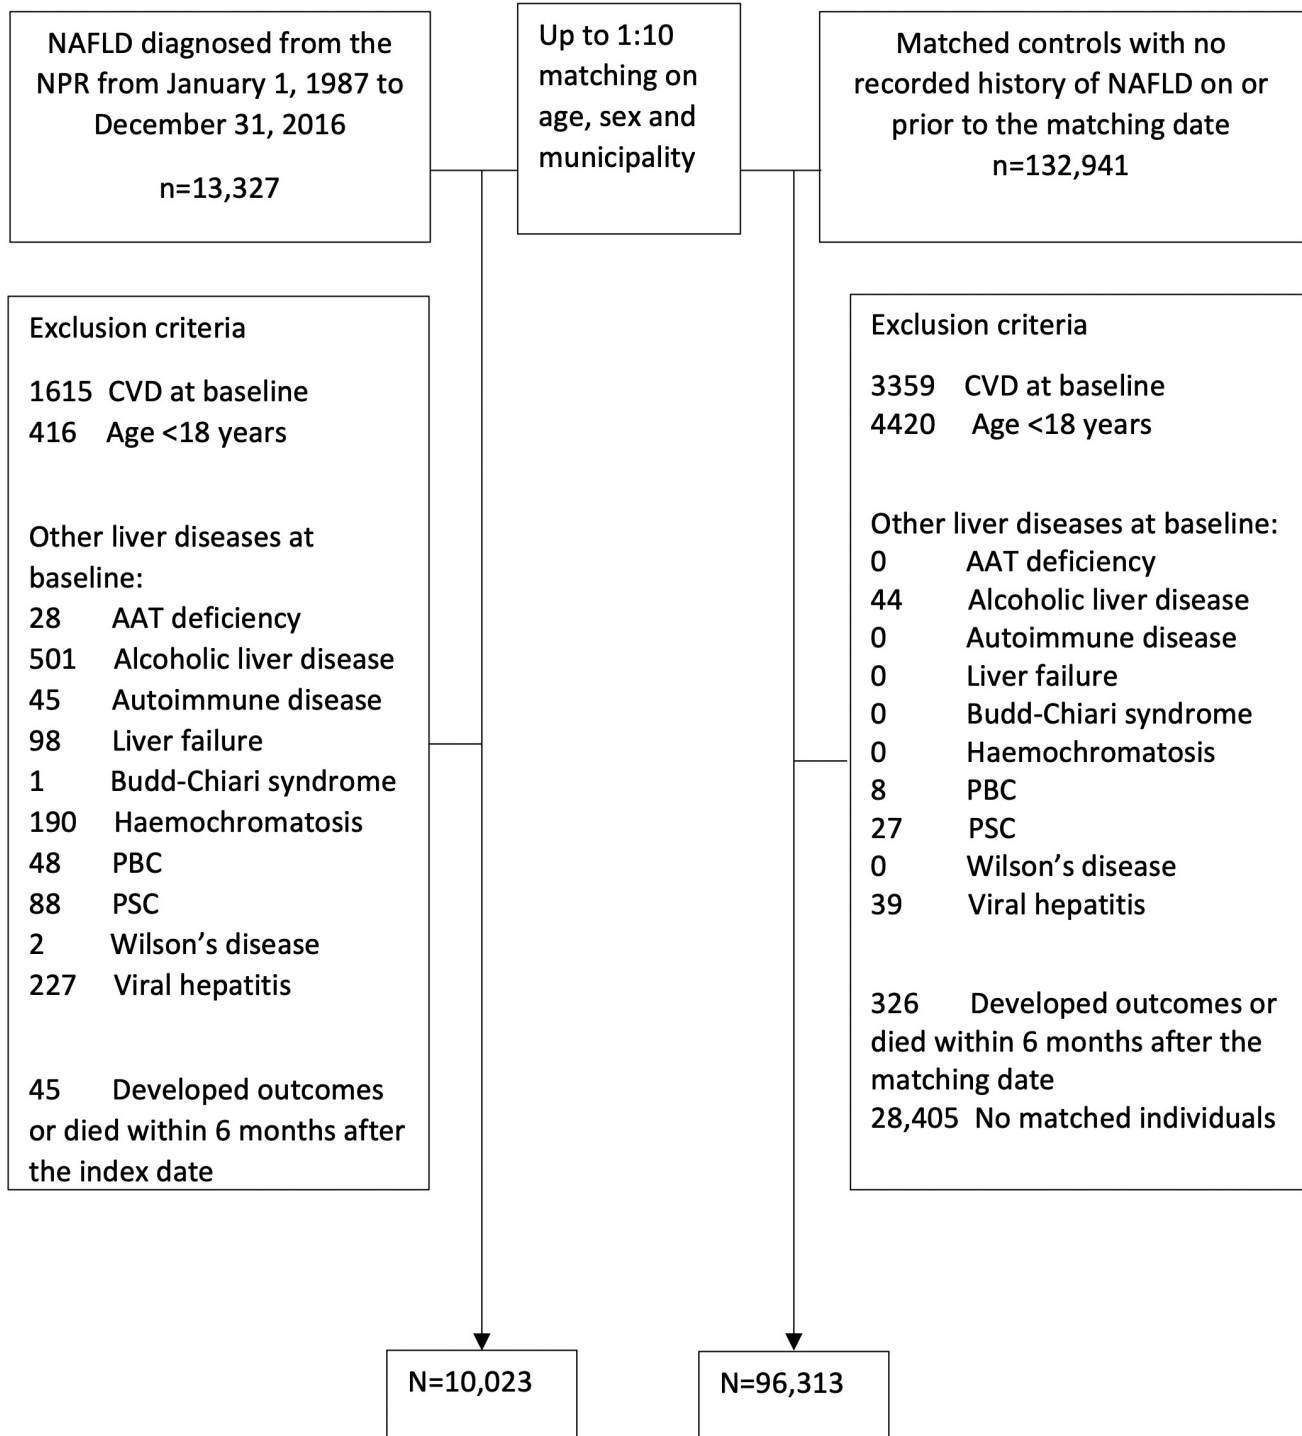 NAFLD diagnosed from the
NPR from January 1, 1987 to
December 31, 2016
n=13,327
Up to 1:10
matching on
age, sex and
municipality
Matched controls with no
recorded history of NAFLD on or
prior to the matching date
n=132,941
Exclusion criteria
1615 CVD at baseline
416 Age <18 years
Other liver diseases at
baseline:
28 AAT deficiency
501 Alcoholic liver disease
45 Autoimmune disease
98 Liver failure
1 Budd-Chiari syndrome
190 Haemochromatosis
48 PBC
88 PSC
2 Wilson’s disease
227 Viral hepatitis
45 Developed outcomes
or died within 6 months after
the index date
Exclusion criteria
3359 CVD at baseline
4420 Age <18 years
Other liver diseases at baseline:
0 AAT deficiency
44 Alcoholic liver disease
0 Autoimmune disease
0 Liver failure
0 Budd-Chiari syndrome
0 Haemochromatosis
8 PBC
27 PSC
0 Wilson’s disease
39 Viral hepatitis
326 Developed outcomes or
died within 6 months after the
matching date
28,405 No matched individuals
N=10,023
N=96,313